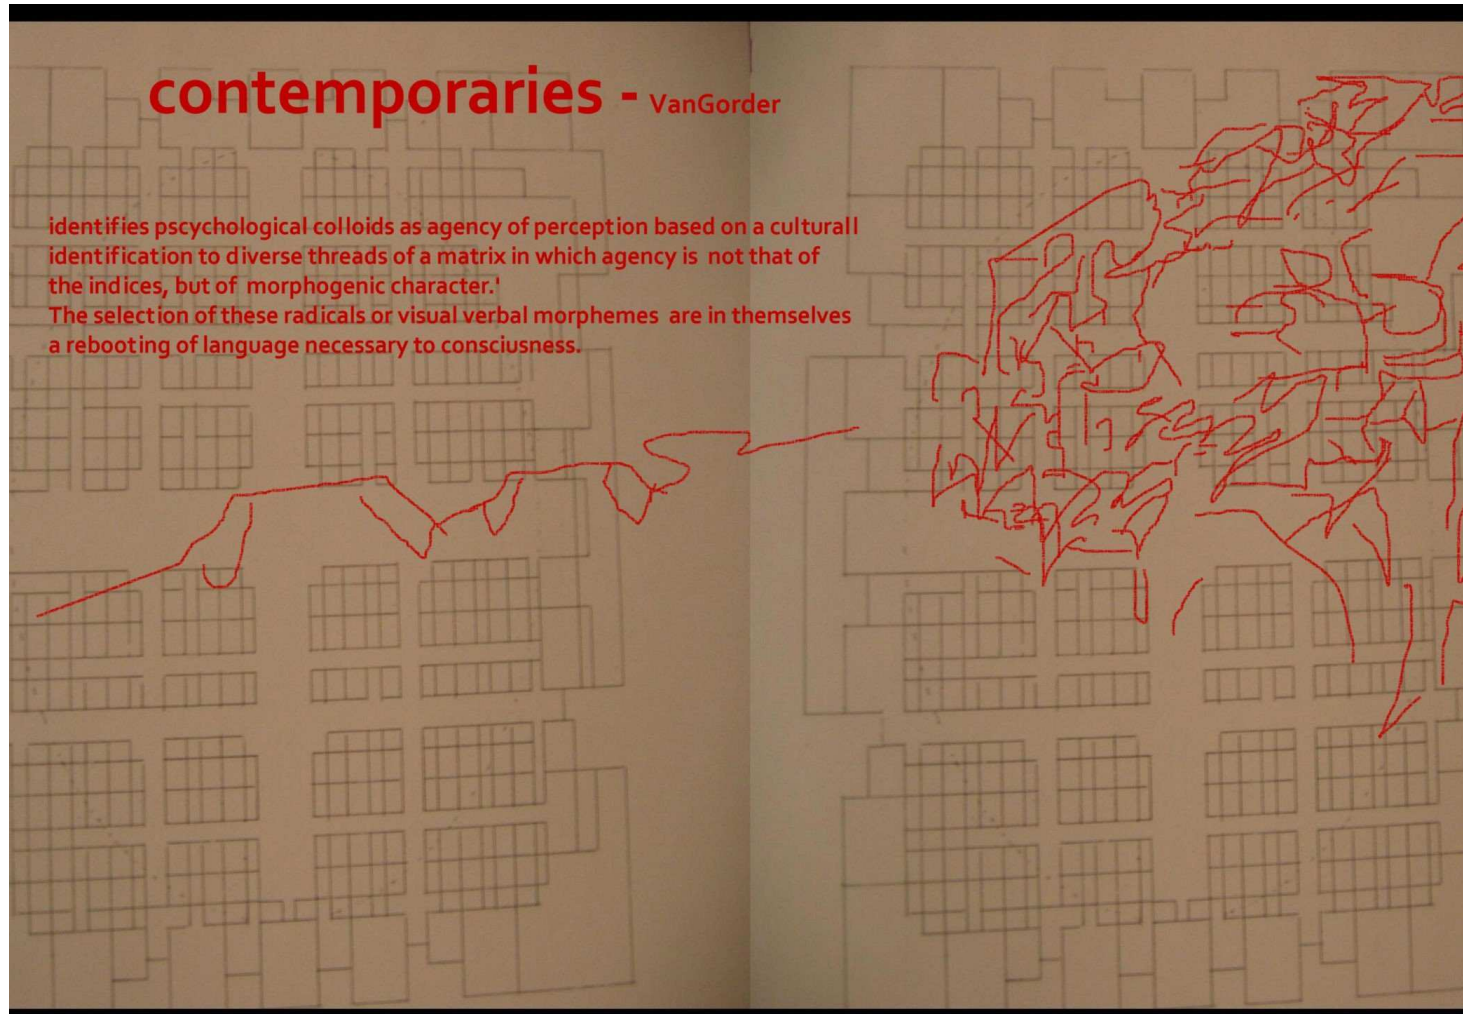 contemporaries - VanGorder
identifies pscychological colloids as agency of perception based on a culturall
identification to diverse threads of a matrix in which agency is not that of
the indices, but of morphogenic character.'
The selection of these radicals or visual verbal morphemes are in themselves
a rebooting of language necessary to consciusness.